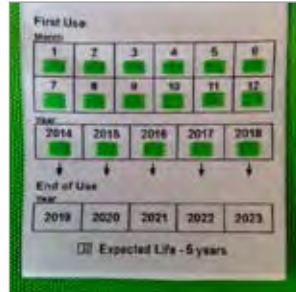 First Use
Month
1 2 3 4 5 6
7 8 9 10 11 12
Year
2014 2015 2016 2017 2018
End of Use
Year
2019 2020 2021 2022 2023
Expected Life - 5 years